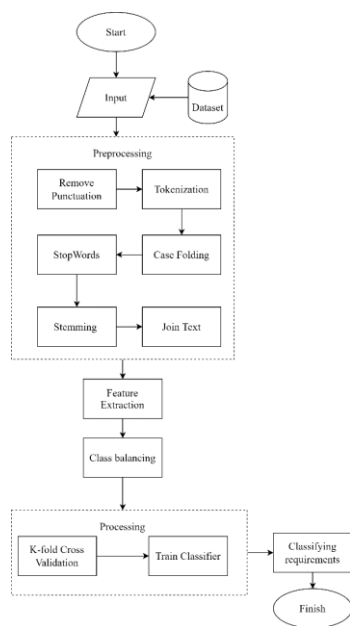 Start
Input
Dataset
Preprocessing
Remove
Punctuation
Tokenization
StopWords
Case Folding
Stemming
Join Text
Feature
Extraction
Class balancing
Processing
K-fold Cross
Validation
Train Classifier
Classifying
requirements
Finish